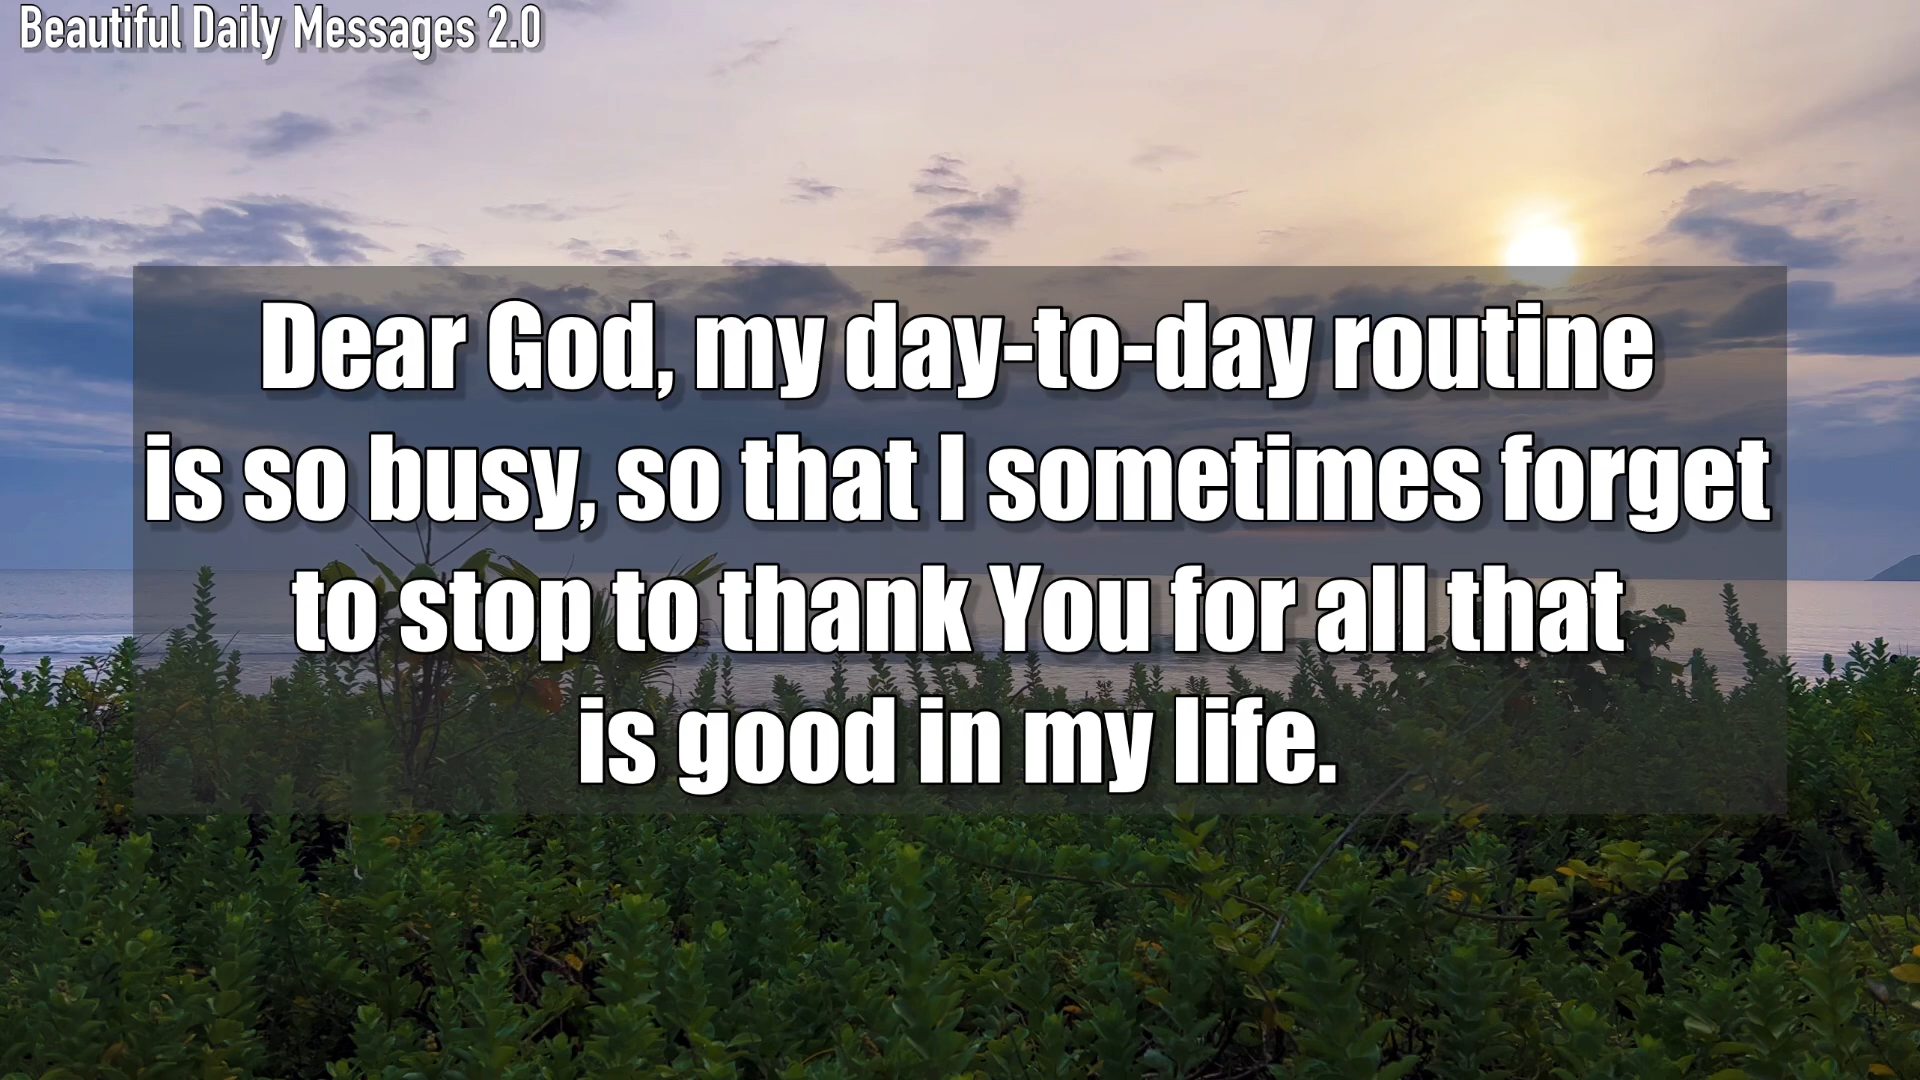 Beautiful Daily Messages 2.0
Dear God, my day-to-day routine
is so busy, so that I sometimes forget
to stop to thank You for all that
is good in my life.